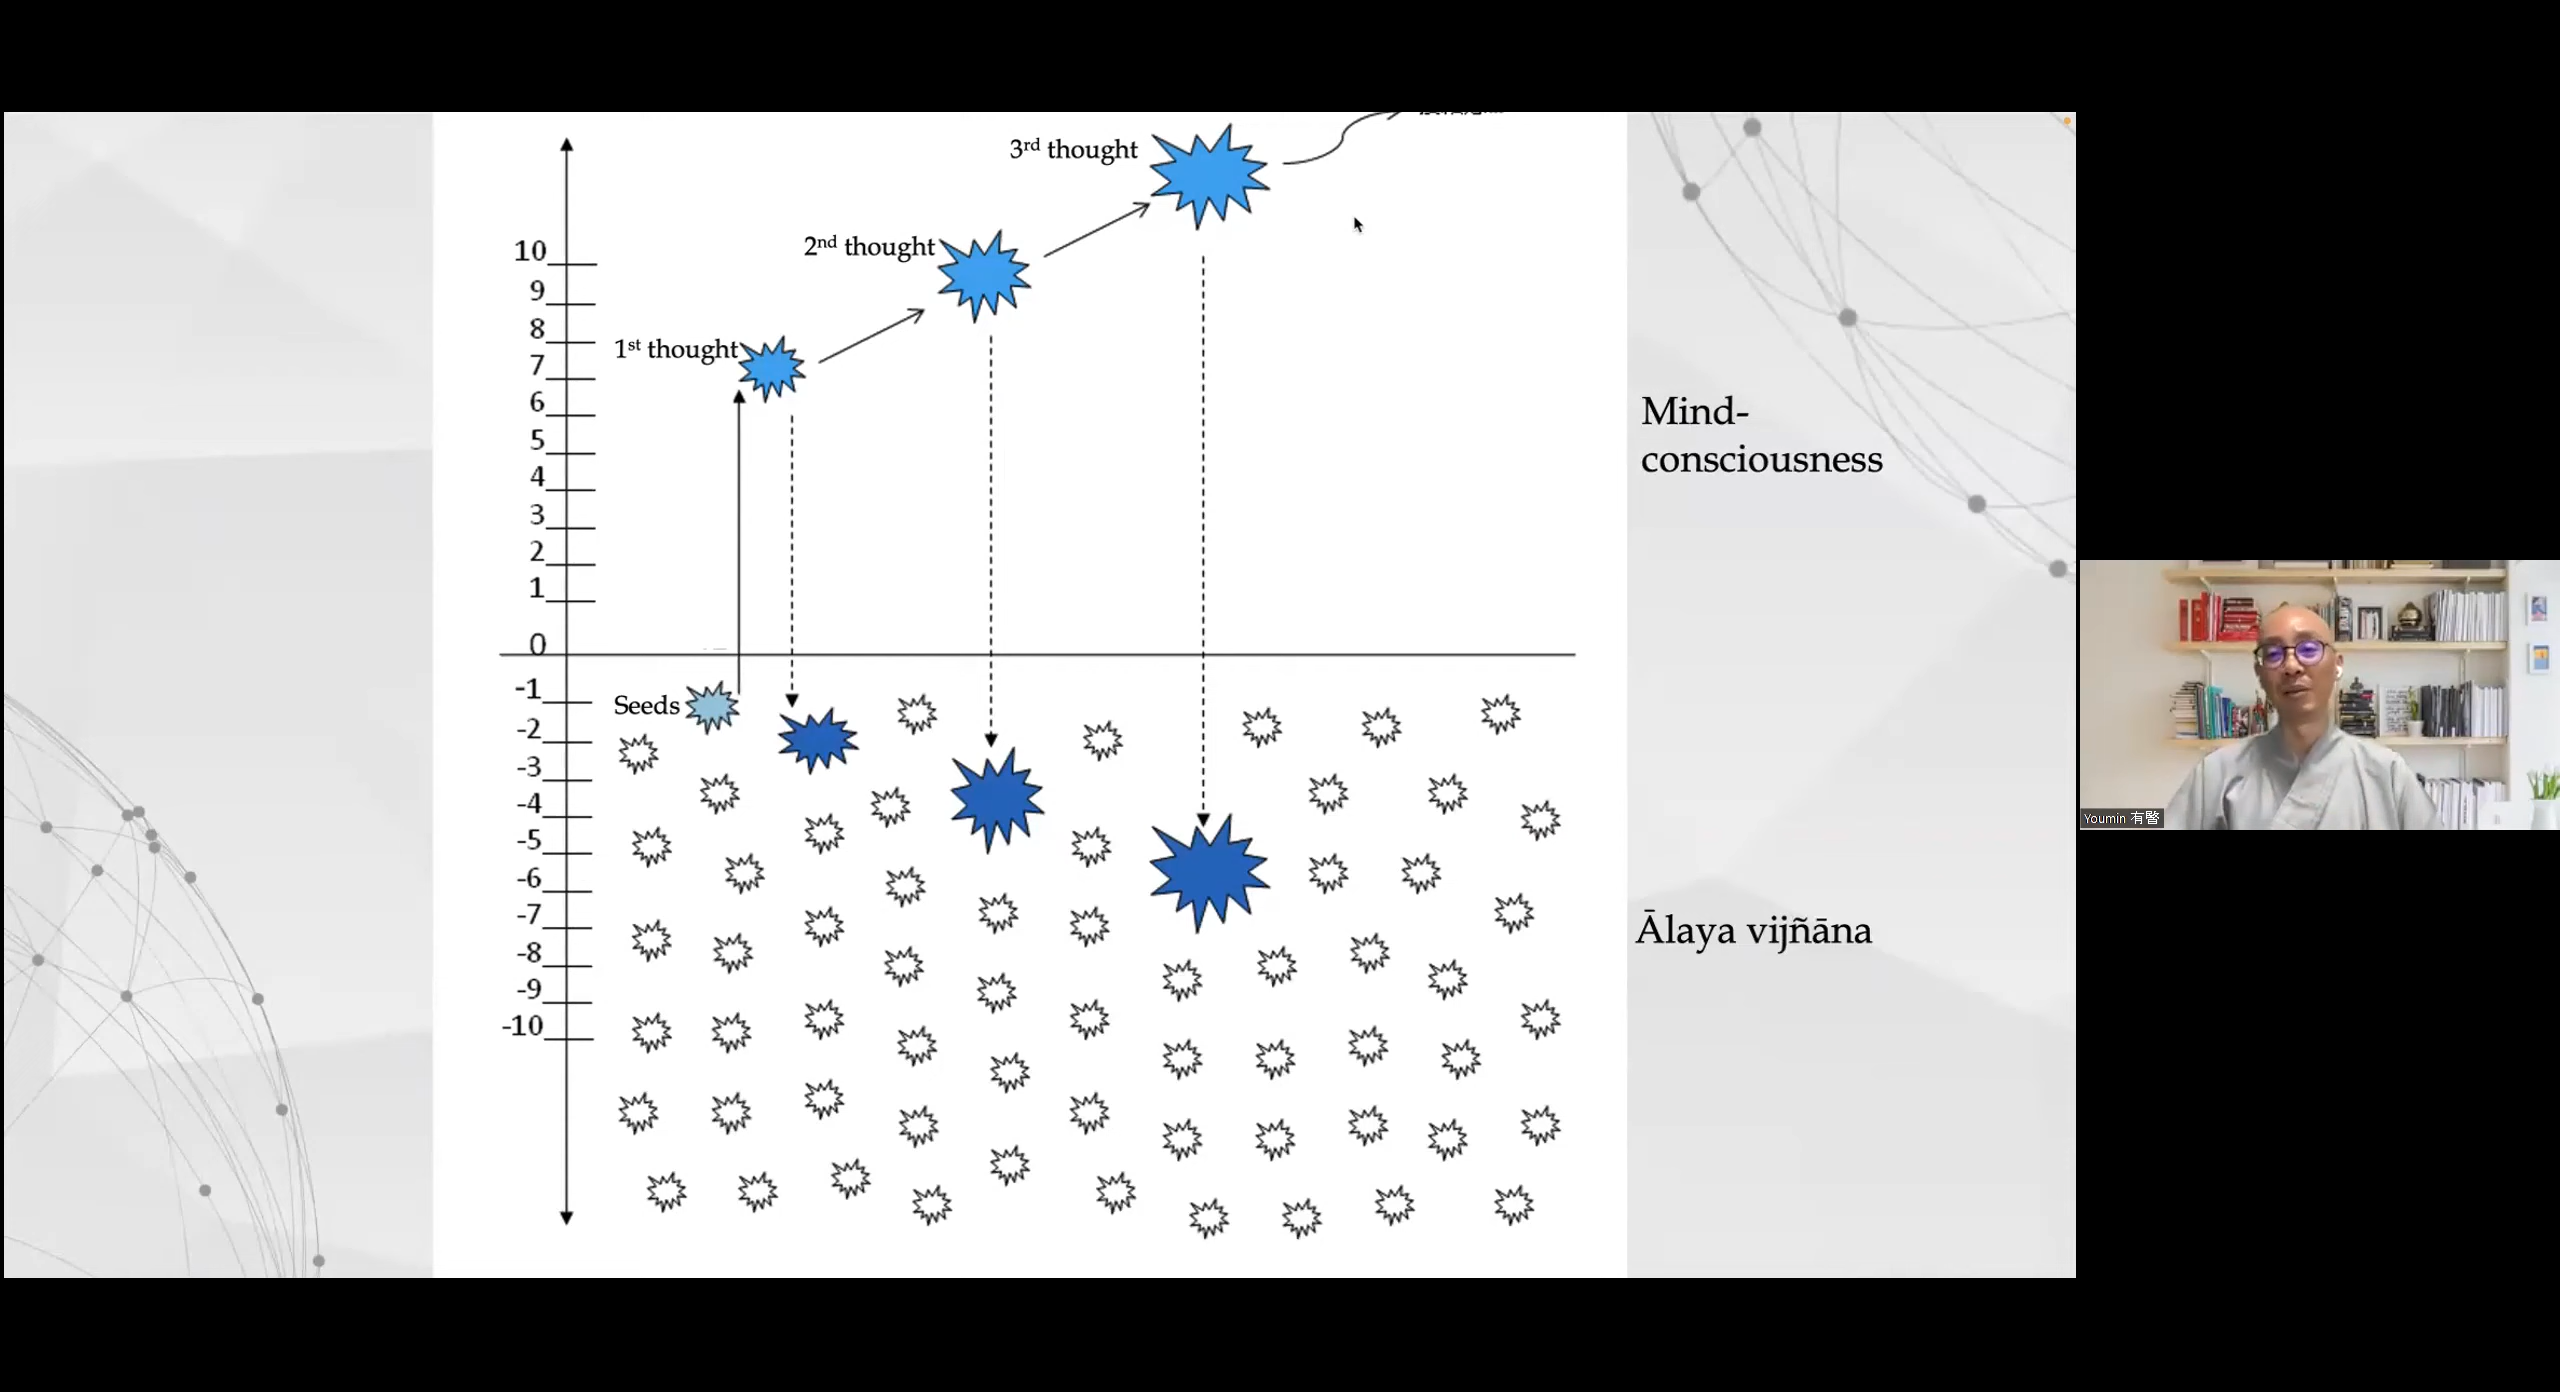 3rd thought
2nd thought
1st thought
10
9
8
7
6
5
4
3
2
1
0
-1
-2
-3
-4
-5
-6
-7
-8
-9
-10
Seeds
Mind-
consciousness
Ālaya vijñāna
Youmin 有暋